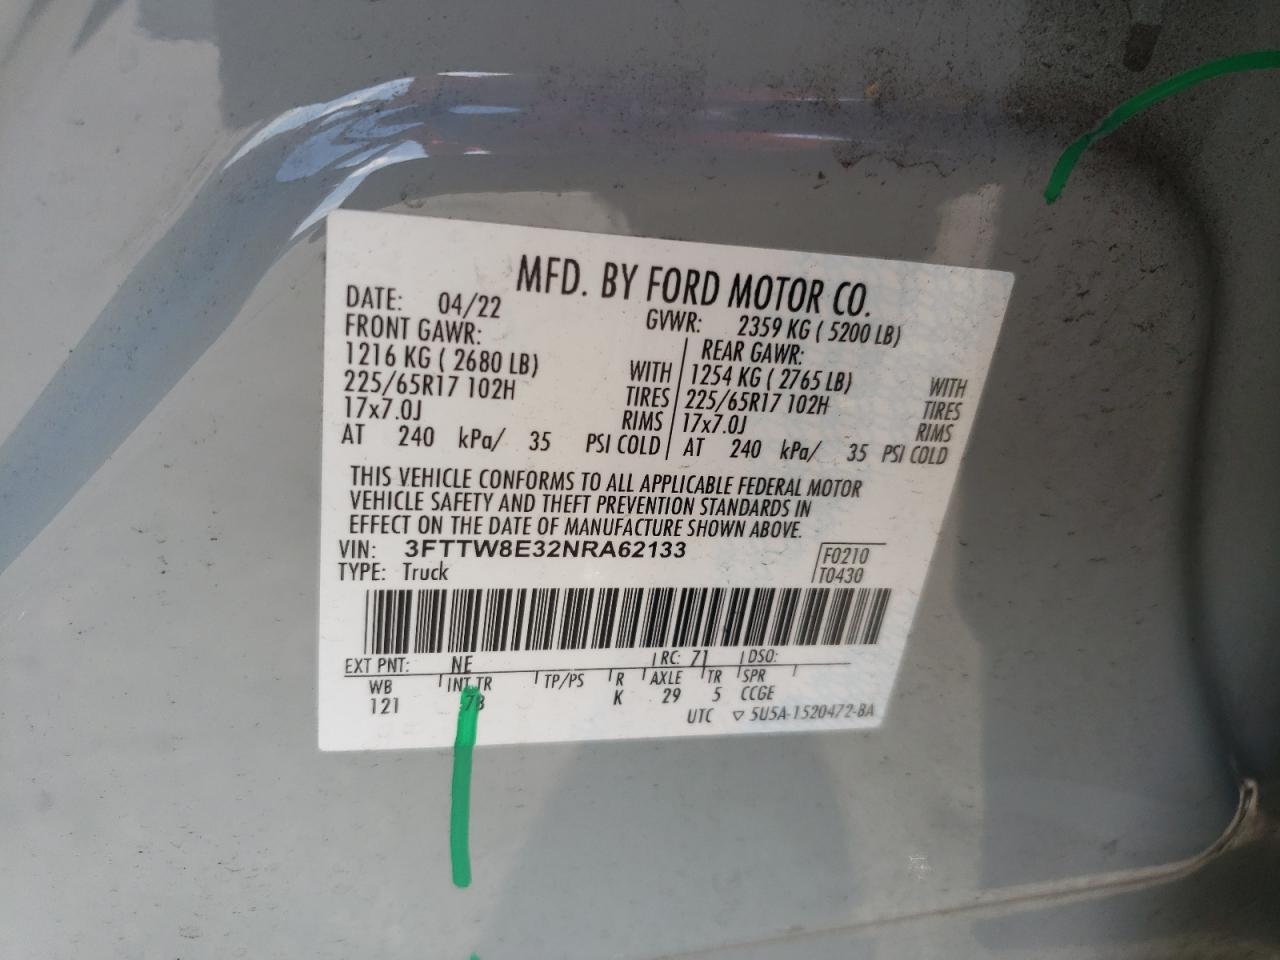 MFD. BY FORD MOTOR CO.
DATE: 04/22 GVWR: 2359 KG ( 5200 LB)
FRONT GAWR: REAR GAWR:
1216 KG ( 2680 LB) WITH 1254 KG ( 2765 LB) WITH
225/65R17 102H TIRES 225/65R17 102H TIRES
17x7.0J RIMS 17x7.0J RIMS
AT 240 kPa/ 35 PSI COLD AT 240 kPa/ 35 PSI COLD
THIS VEHICLE CONFORMS TO ALL APPLICABLE FEDERAL MOTOR
VEHICLE SAFETY AND THEFT PREVENTION STANDARDS IN
EFFECT ON THE DATE OF MANUFACTURE SHOWN ABOVE.
VIN: 3FTTW8E32NRA62133 F0210
TYPE: Truck T0430
EXT PNT: NE RC: 71 DSO:
WB INT TR TP/PS R AXLE TR SPR
121 K 29 5 CCGE
UTC ▽ 5U5A-1520472-BA